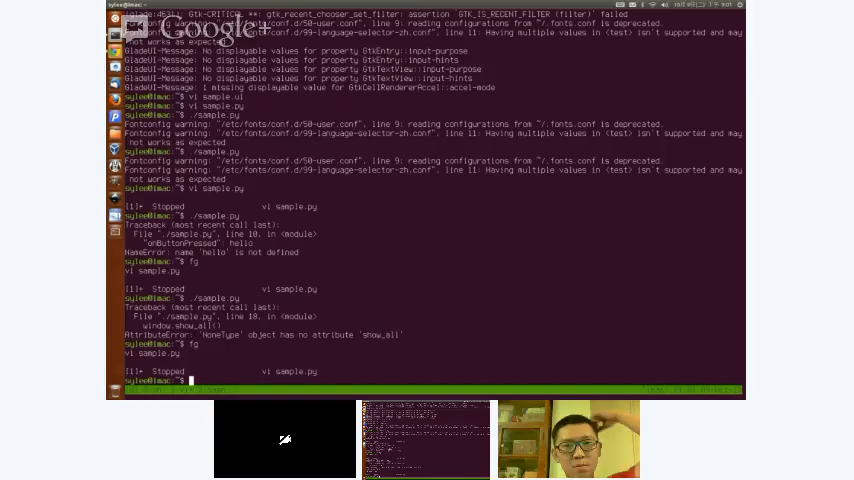 sylee@imac: ~
(glade:4631): Gtk-CRITICAL **: gtk_recent_chooser_set_filter: assertion `GTK_IS_RECENT_FILTER (filter)' failed
Google+
Fontconfig warning: "/etc/fonts/conf.d/50-user.conf", line 9: reading configurations from ~/.fonts.conf is deprecated.
Fontconfig warning: "/etc/fonts/conf.d/99-language-selector-zh.conf", line 11: Having multiple values in <test> isn't supported and may
not works as expected
GladeUI-Message: No displayable values for property GtkEntry::input-purpose
GladeUI-Message: No displayable values for property GtkEntry::input-hints
GladeUI-Message: No displayable values for property GtkTextView::input-purpose
GladeUI-Message: No displayable values for property GtkTextView::input-hints
GladeUI-Message: 1 missing displayable value for GtkCellRendererAccel::accel-mode
sylee@imac:~$ vi sample.ui
sylee@imac:~$ vi sample.py
sylee@imac:~$ ./sample.py
Fontconfig warning: "/etc/fonts/conf.d/50-user.conf", line 9: reading configurations from ~/.fonts.conf is deprecated.
Fontconfig warning: "/etc/fonts/conf.d/99-language-selector-zh.conf", line 11: Having multiple values in <test> isn't supported and may
not works as expected
sylee@imac:~$ ./sample.py
Fontconfig warning: "/etc/fonts/conf.d/50-user.conf", line 9: reading configurations from ~/.fonts.conf is deprecated.
Fontconfig warning: "/etc/fonts/conf.d/99-language-selector-zh.conf", line 11: Having multiple values in <test> isn't supported and may
not works as expected
sylee@imac:~$ vi sample.py
[1]+ Stopped vi sample.py
sylee@imac:~$ ./sample.py
Traceback (most recent call last):
File "./sample.py", line 10, in <module>
"onButtonPressed": hello
NameError: name 'hello' is not defined
sylee@imac:~$ fg
vi sample.py
[1]+ Stopped vi sample.py
sylee@imac:~$ ./sample.py
Traceback (most recent call last):
File "./sample.py", line 18, in <module>
window.show_all()
AttributeError: 'NoneType' object has no attribute 'show_all'
sylee@imac:~$ fg
vi sample.py
[1]+ Stopped vi sample.py
sylee@imac:~$